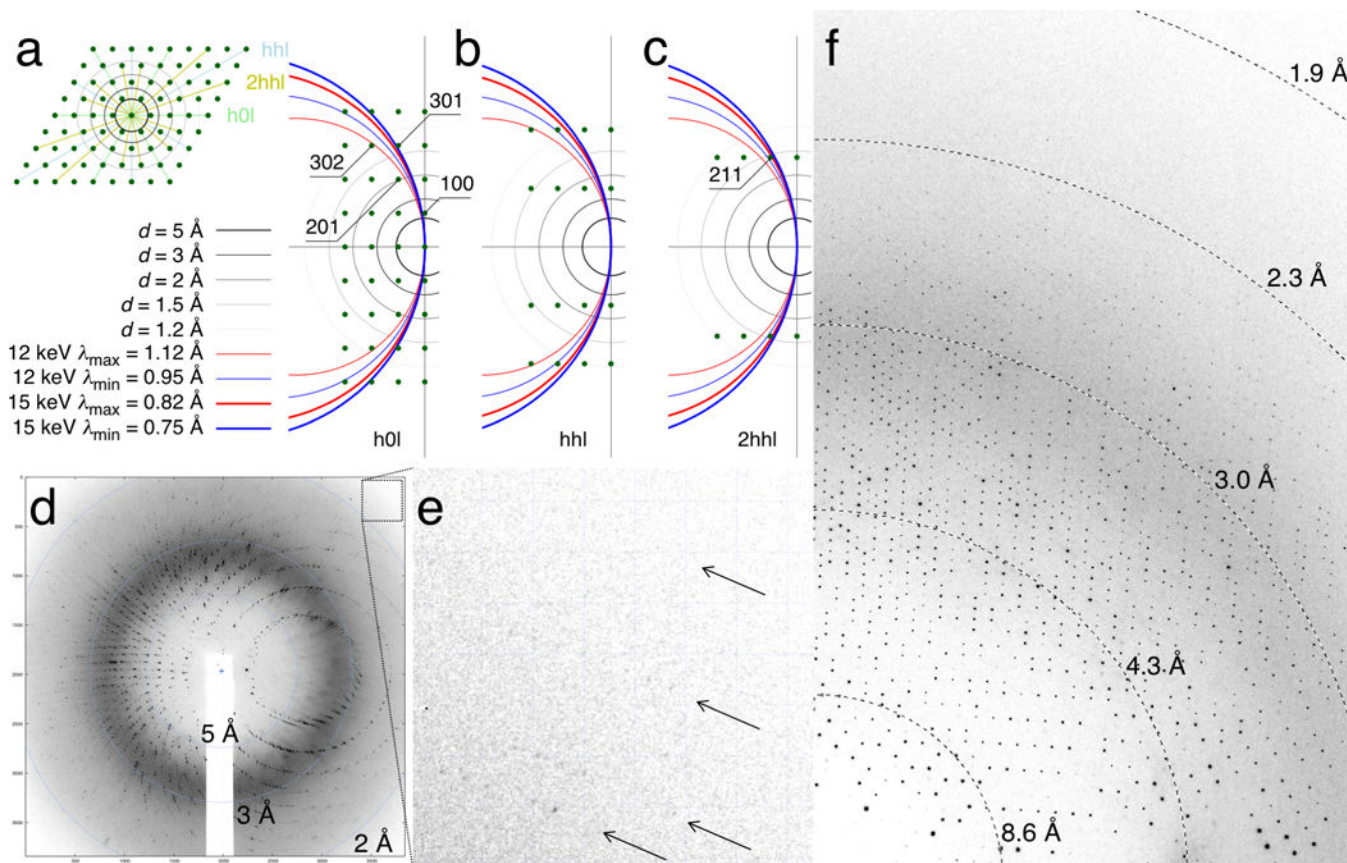 a
hhl
2hhl
h0l
d = 5 Å
d = 3 Å
d = 2 Å
d = 1.5 Å
d = 1.2 Å
12 keV λmax = 1.12 Å
12 keV λmin = 0.95 Å
15 keV λmax = 0.82 Å
15 keV λmin = 0.75 Å
301
302
100
201
h0l
b
hhl
c
211
2hhl
d
5 Å
3 Å
2 Å
e
f
1.9 Å
2.3 Å
3.0 Å
4.3 Å
8.6 Å